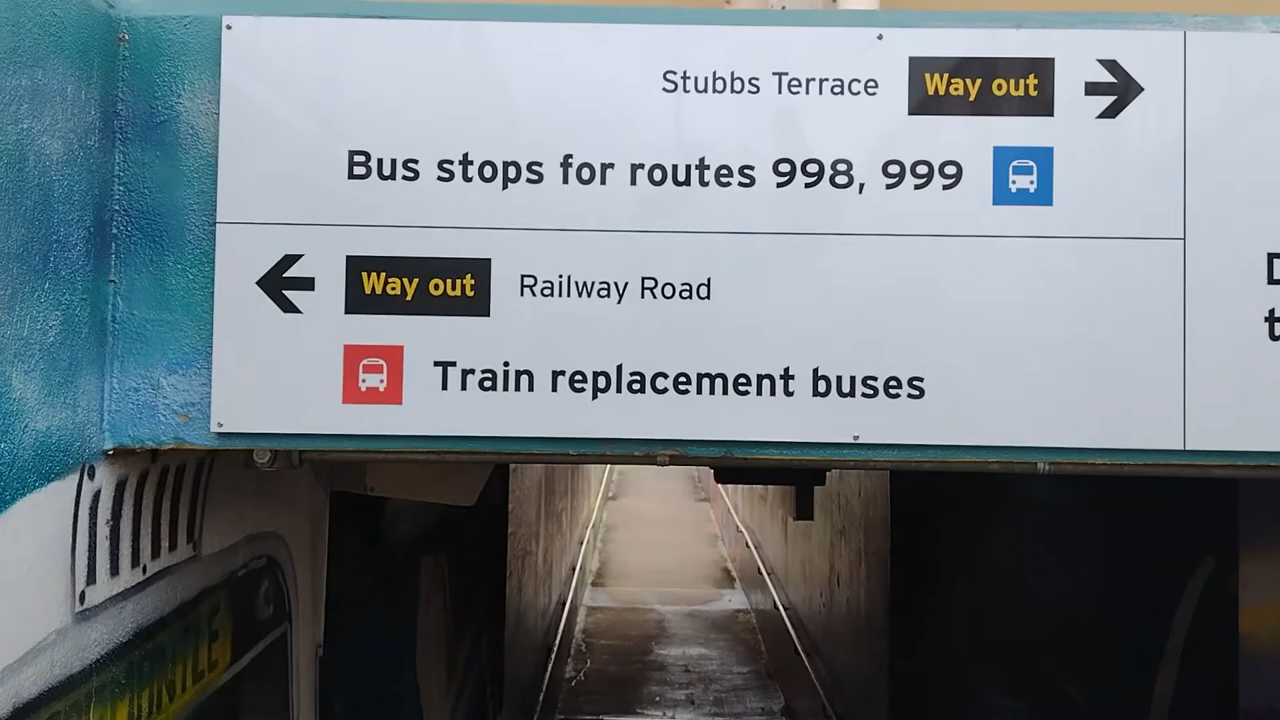 Stubbs Terrace Way out
Bus stops for routes 998, 999
Way out Railway Road
Train replacement buses